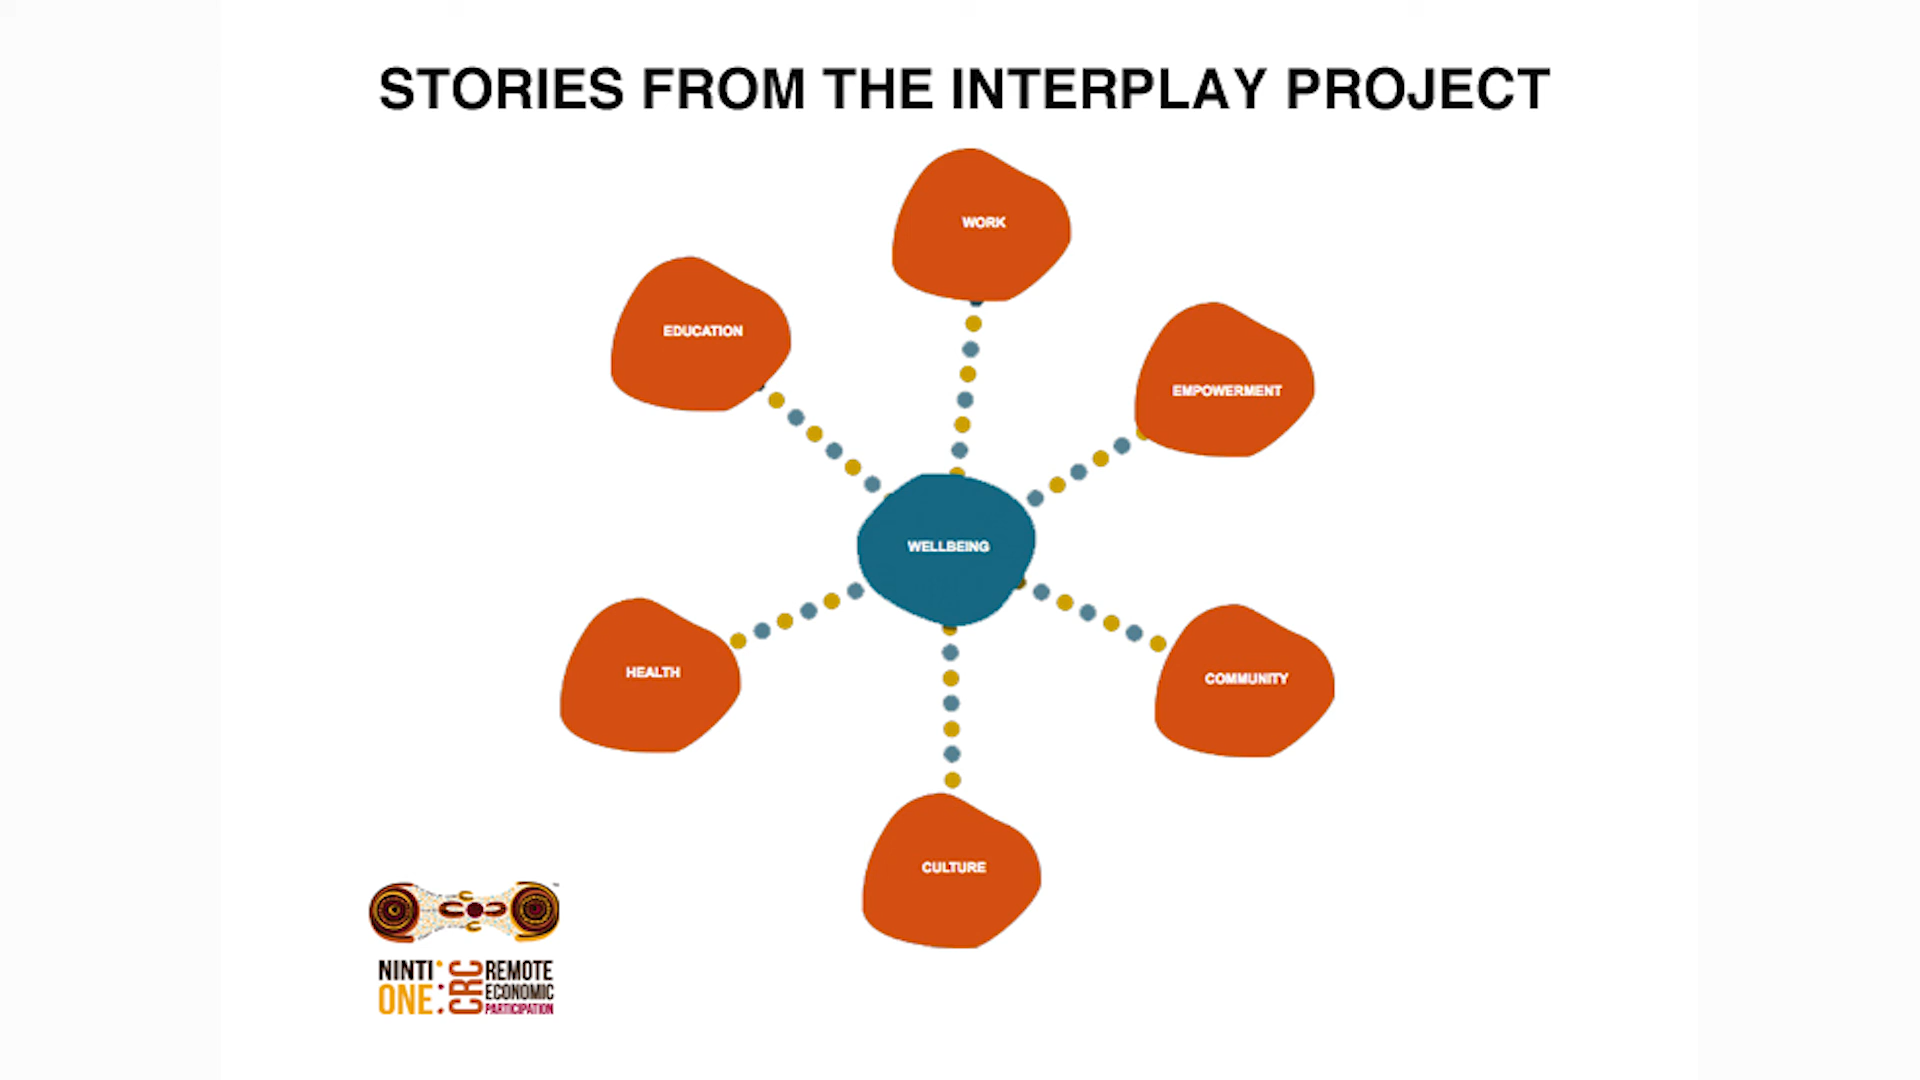 STORIES FROM THE INTERPLAY PROJECT
WORK
EDUCATION
EMPOWERMENT
WELLBEING
HEALTH
COMMUNITY
CULTURE
NINTI ONE
CRC
REMOTE
ECONOMIC
PARTICIPATION